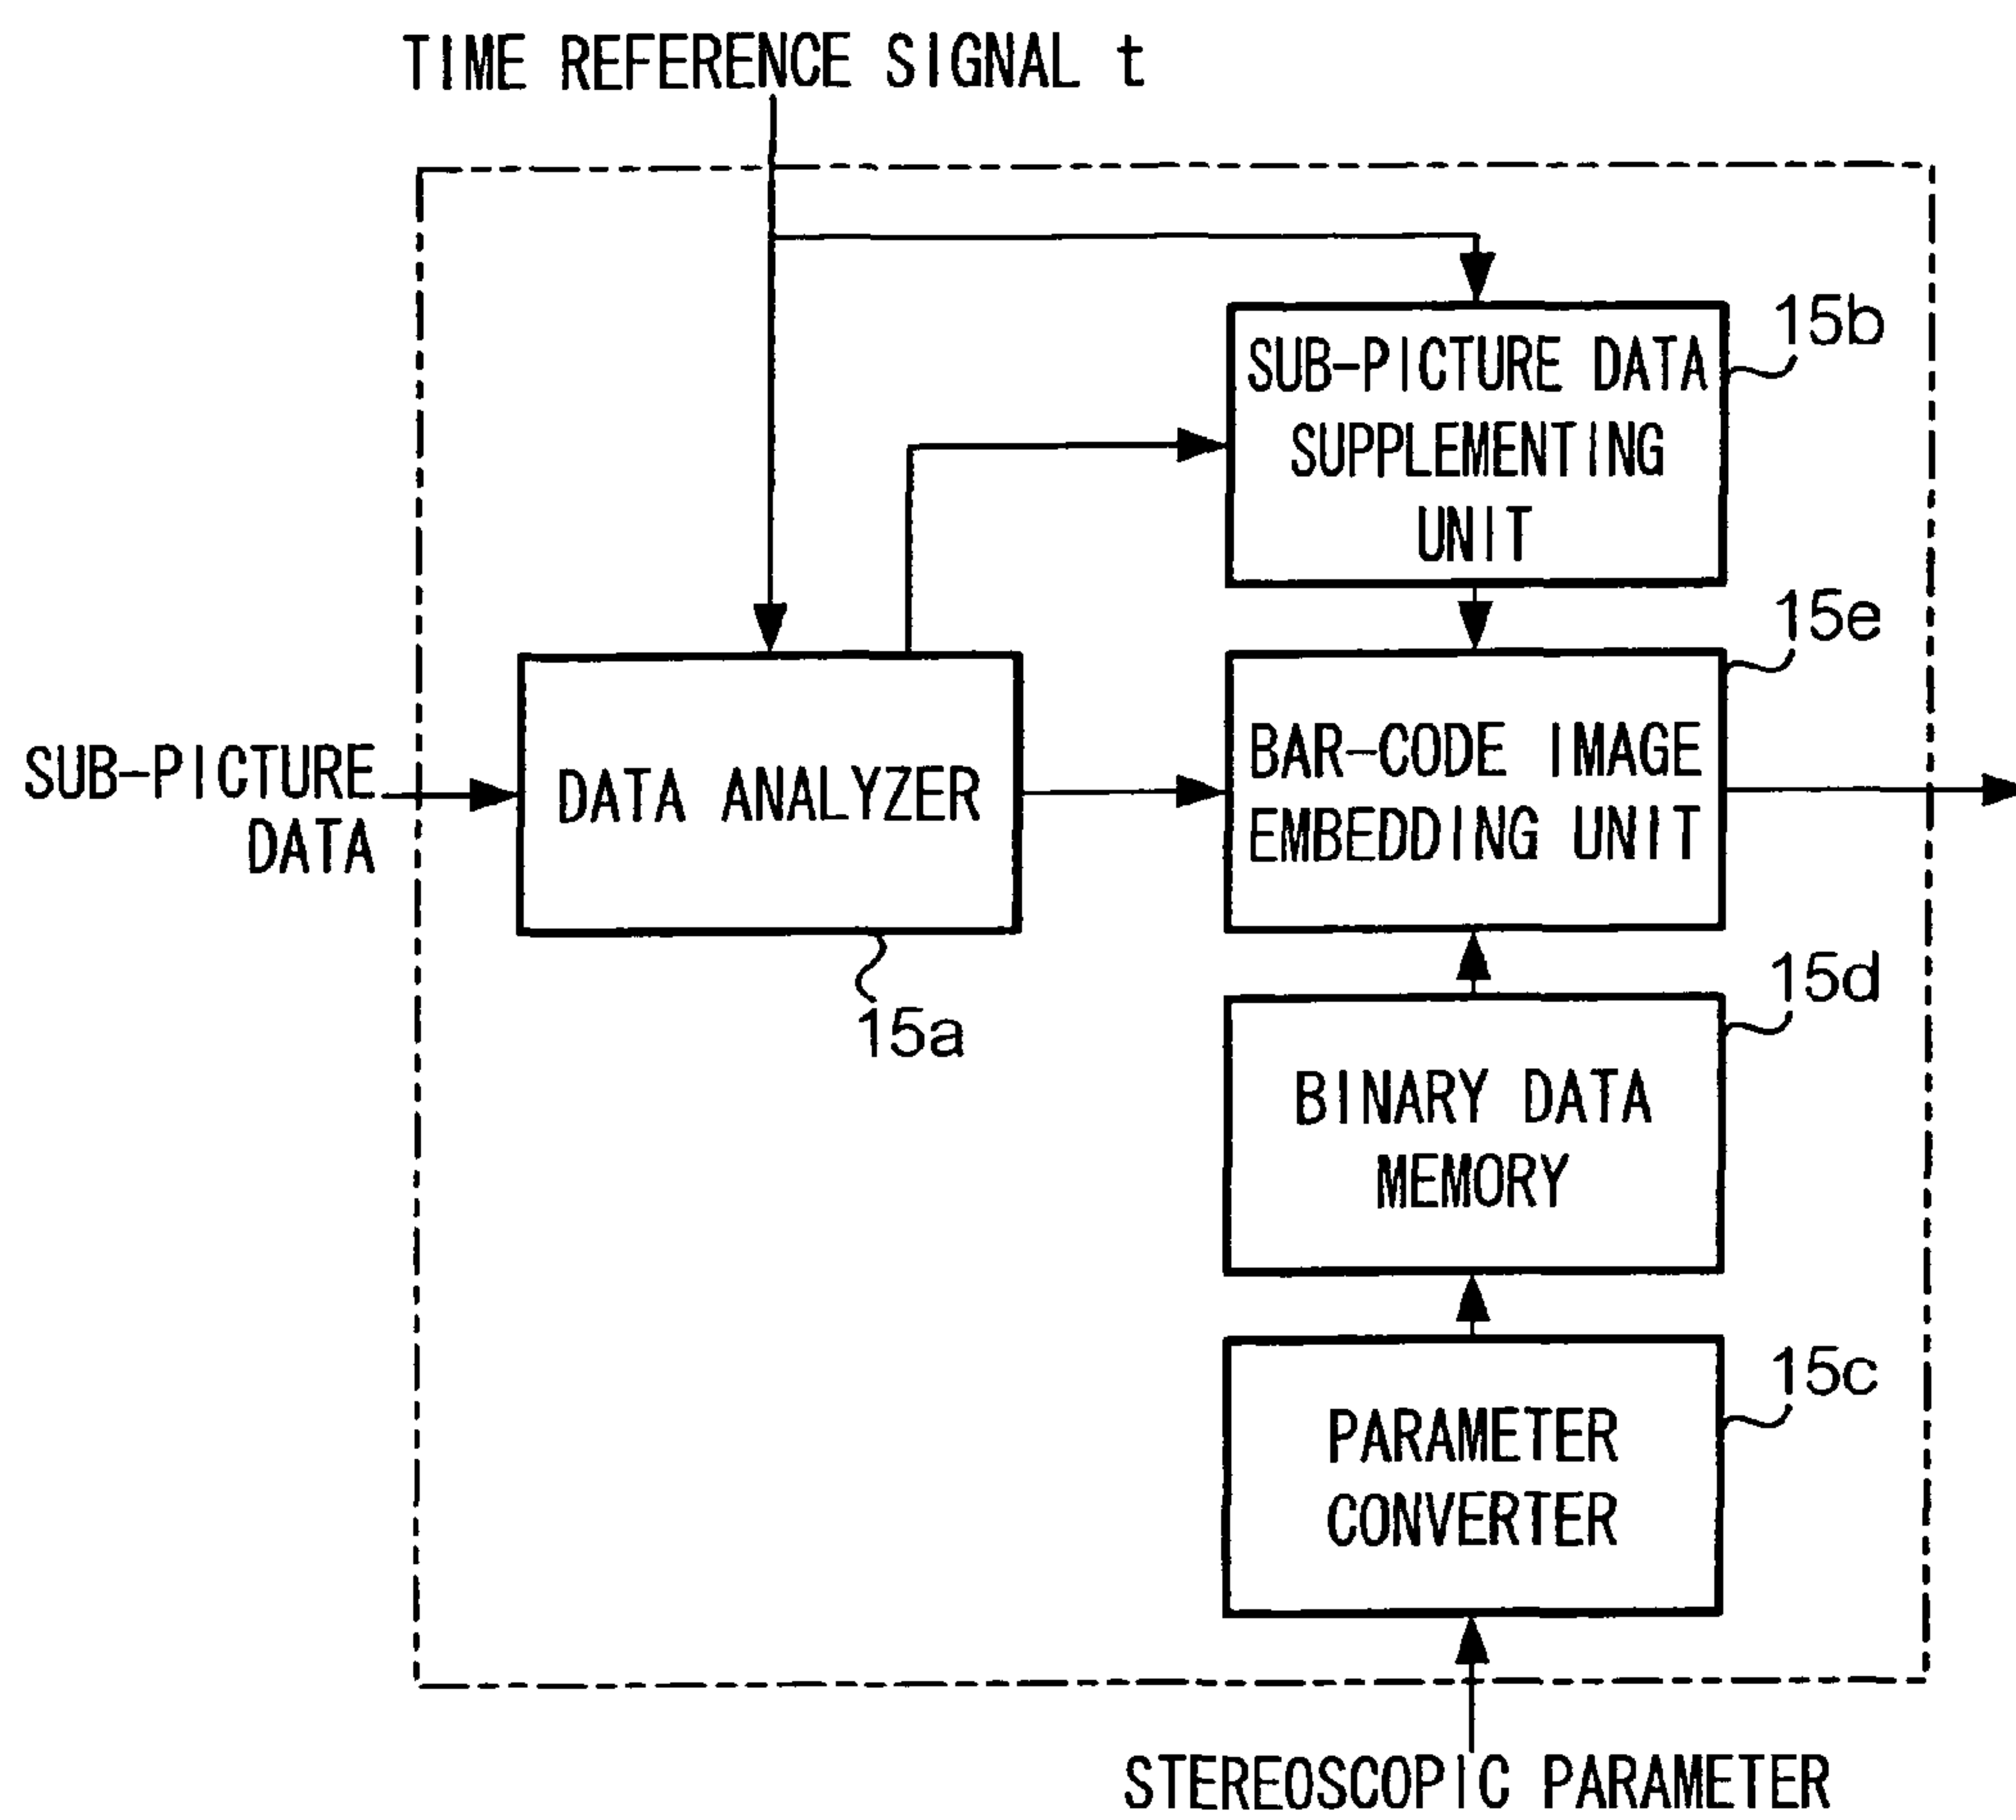 TIME REFERENCE SIGNAL t
15b
SUB-PICTURE DATA
SUPPLEMENTING
UNIT
15e
SUB-PICTURE
DATA
DATA ANALYZER
BAR-CODE IMAGE
EMBEDDING UNIT
15a
15d
BINARY DATA
MEMORY
15c
PARAMETER
CONVERTER
STEREOSCOPIC PARAMETER